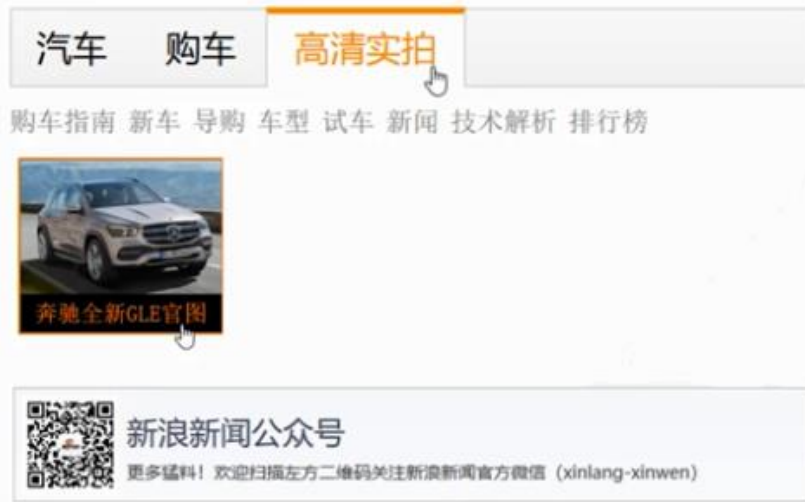 汽车 购车 高清实拍
购车指南 新车 导购 车型 试车 新闻 技术解析 排行榜
奔驰全新GLE官图
新浪新闻公众号
更多猛料！欢迎扫描左方二维码关注新浪新闻官方微信（xinlang-xinwen）